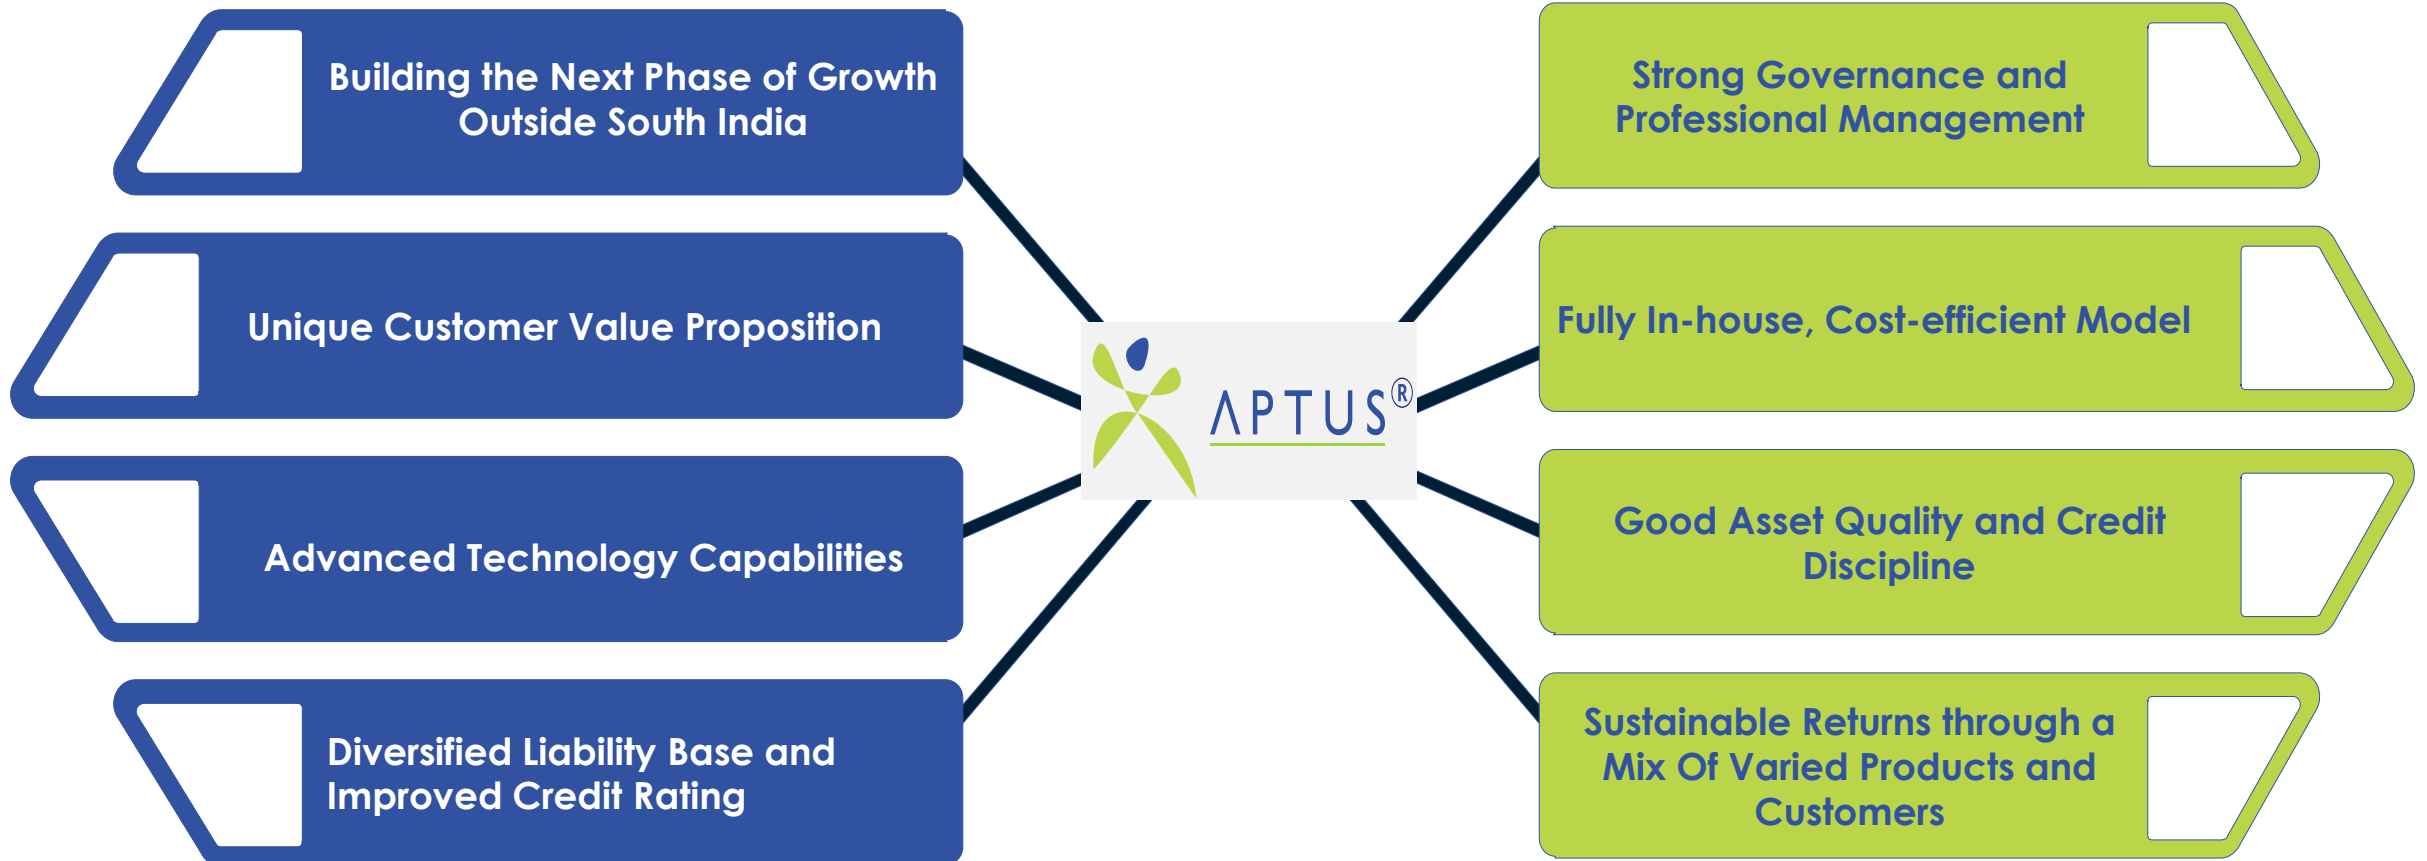 Building the Next Phase of Growth
Outside South India
Unique Customer Value Proposition
Advanced Technology Capabilities
Diversified Liability Base and
Improved Credit Rating
APTUS®
Strong Governance and
Professional Management
Fully In-house, Cost-efficient Model
Good Asset Quality and Credit
Discipline
Sustainable Returns through a
Mix Of Varied Products and
Customers